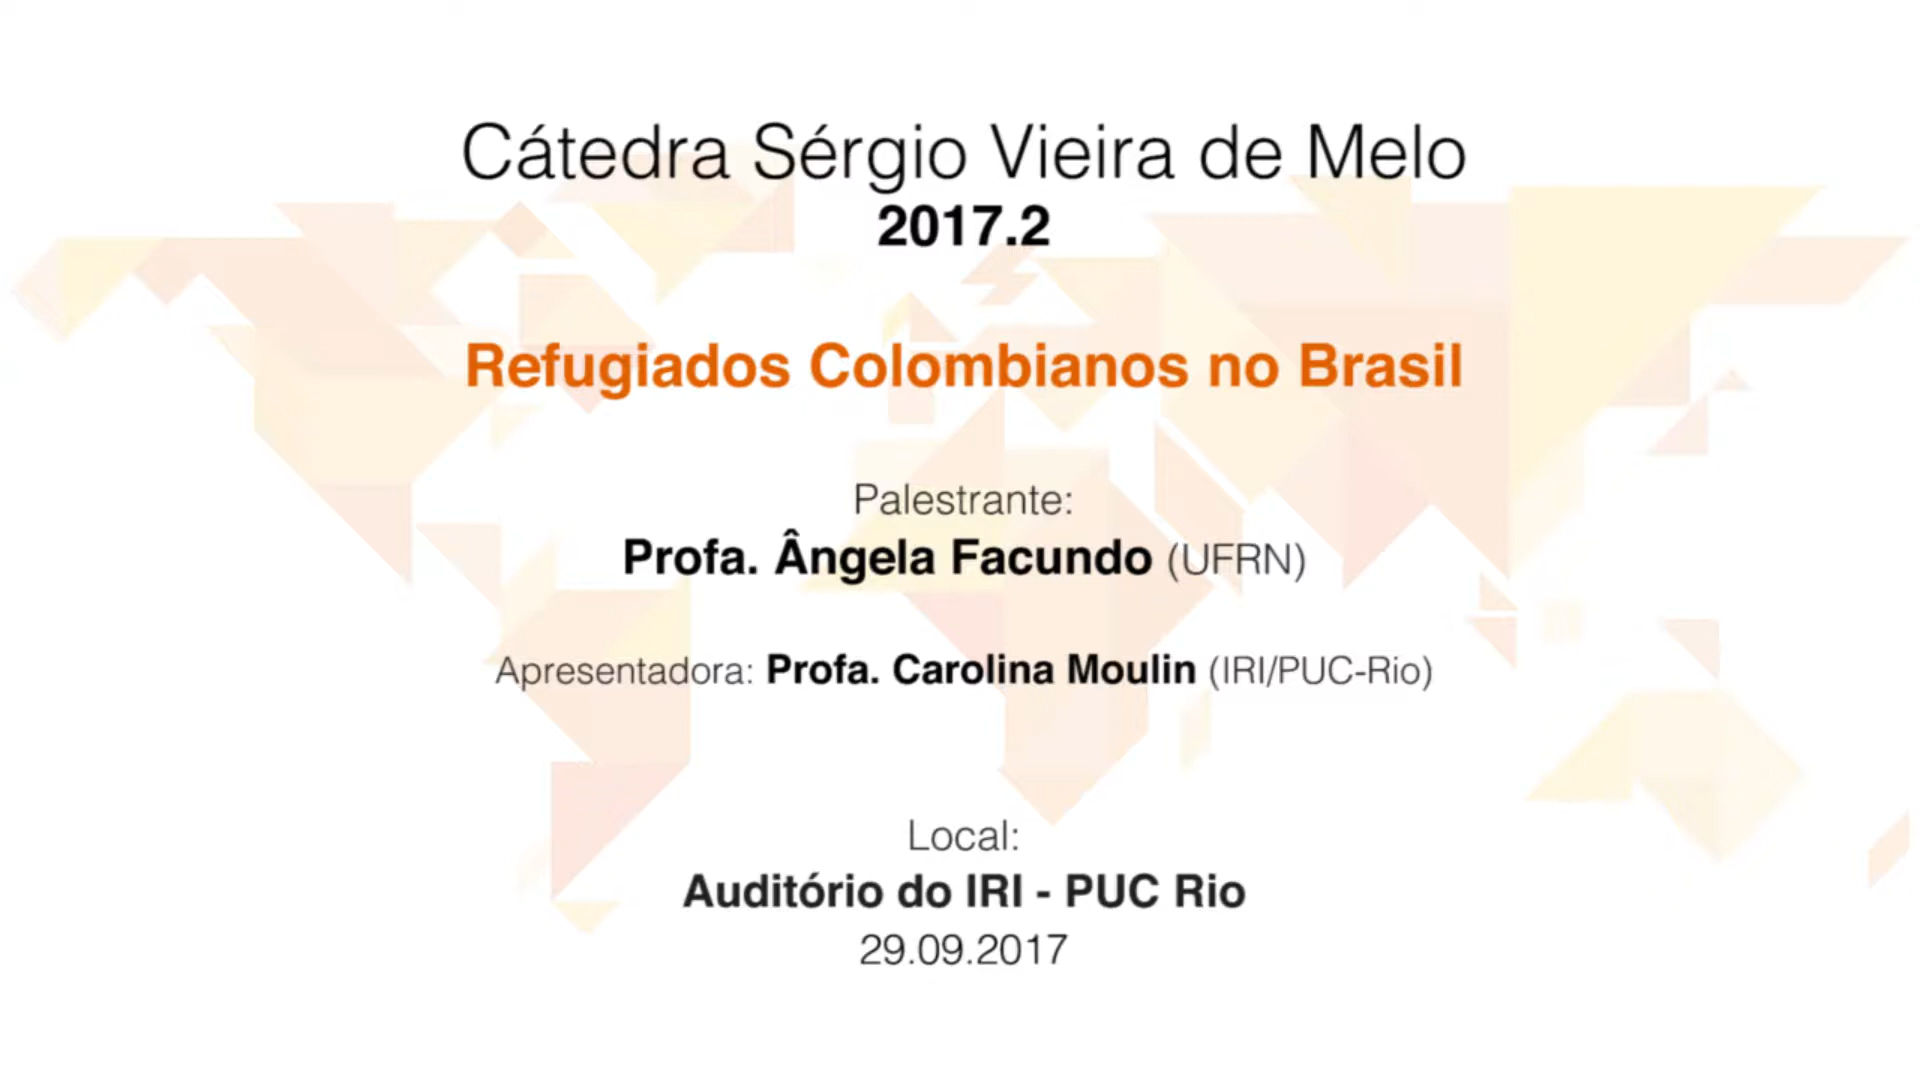 Cátedra Sérgio Vieira de Melo
2017.2
Refugiados Colombianos no Brasil
Palestrante:
Profa. Ângela Facundo (UFRN)
Apresentadora: Profa. Carolina Moulin (IRI/PUC-Rio)
Local:
Auditório do IRI - PUC Rio
29.09.2017